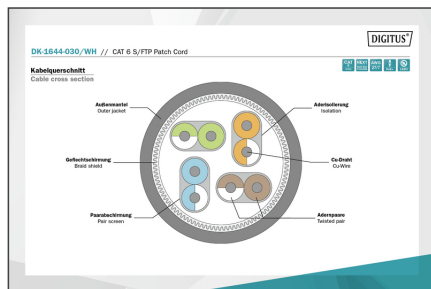 DIGITUS®
DK-1644-030/WH // CAT 6 S/FTP Patch Cord
Kabelquerschnitt
Cable cross section
Außenmantel
Outer jacket
Aderisolierung
Isolation
Geflechtschirmung
Braid shield
Cu-Draht
Cu-Wire
Paarabschirmung
Pair screen
Adernpaare
Twisted pair